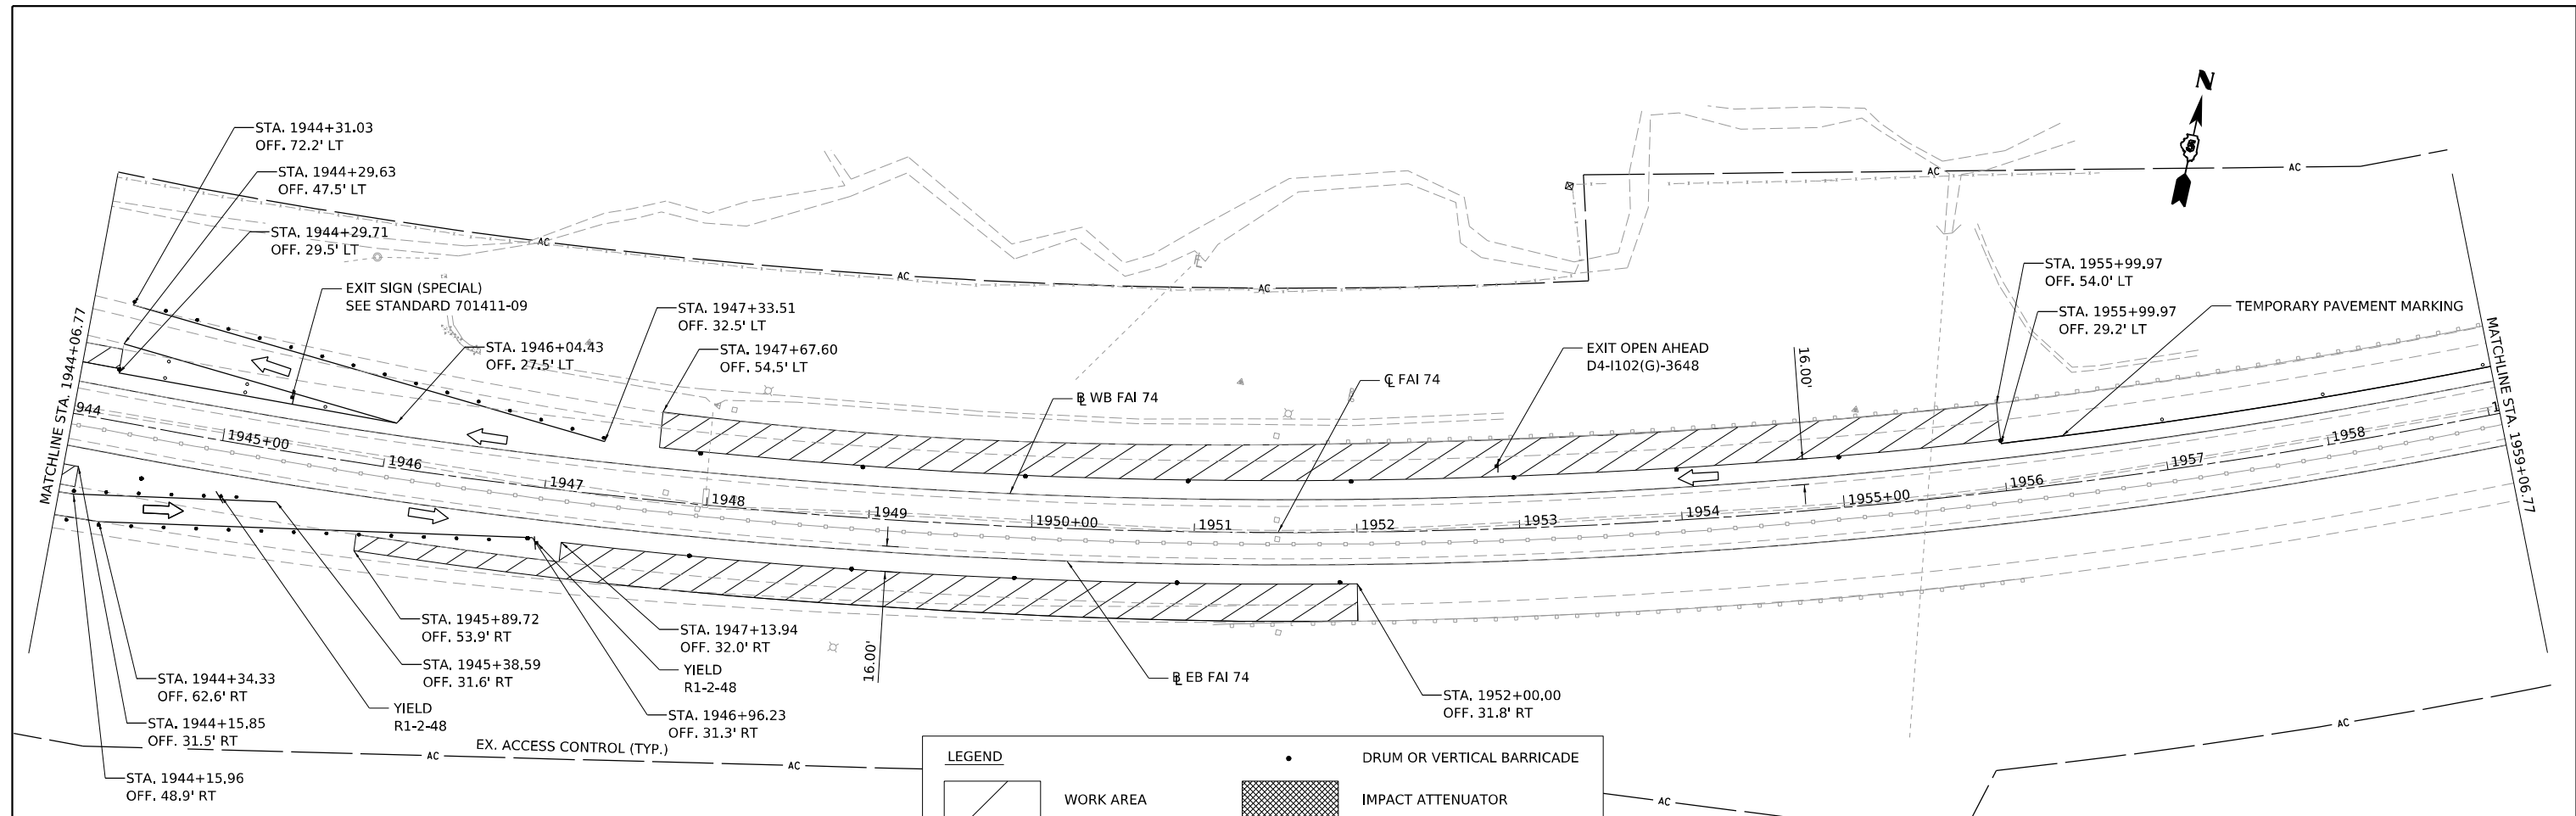 N
STA. 1944+31.03
OFF. 72.2' LT
STA. 1944+29.63
OFF. 47.5' LT
STA. 1944+29.71
OFF. 29.5' LT
EXIT SIGN (SPECIAL)
SEE STANDARD 701411-09
STA. 1946+04.43
OFF. 27.5' LT
STA. 1947+33.51
OFF. 32.5' LT
STA. 1947+67.60
OFF. 54.5' LT
℄ FAI 74
BL WB FAI 74
EXIT OPEN AHEAD
D4-I102(G)-3648
16.00'
STA. 1955+99.97
OFF. 54.0' LT
STA. 1955+99.97
OFF. 29.2' LT
TEMPORARY PAVEMENT MARKING
AC
AC
AC
AC
AC
MATCHLINE STA. 1944+06.77
MATCHLINE STA. 1959+06.77
944
1945+00
1946
1947
1948
1949
1950+00
1951
1952
1953
1954
1955+00
1956
1957
1958
1
STA. 1945+89.72
OFF. 53.9' RT
STA. 1945+38.59
OFF. 31.6' RT
STA. 1944+34.33
OFF. 62.6' RT
STA. 1944+15.85
OFF. 31.5' RT
STA. 1944+15.96
OFF. 48.9' RT
YIELD
R1-2-48
STA. 1947+13.94
OFF. 32.0' RT
YIELD
R1-2-48
STA. 1946+96.23
OFF. 31.3' RT
16.00'
BL EB FAI 74
STA. 1952+00.00
OFF. 31.8' RT
EX. ACCESS CONTROL (TYP.)
AC
AC
AC
AC
LEGEND
DRUM OR VERTICAL BARRICADE
WORK AREA
IMPACT ATTENUATOR